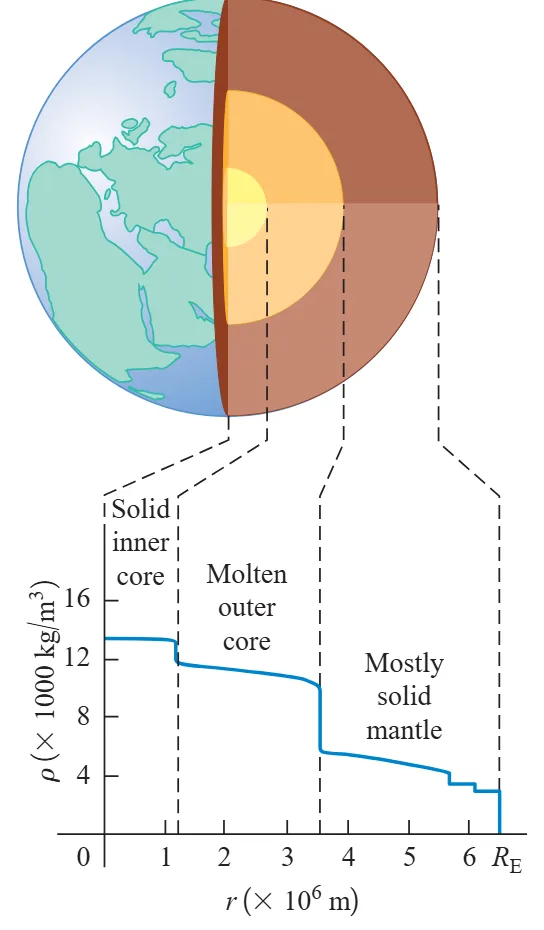 Solid
inner
core
Molten
outer
core
Mostly
solid
mantle
ρ (× 1000 kg/m³)
16
12
8
4
0
1 2 3 4 5 6 R_E
r (× 10⁶ m)